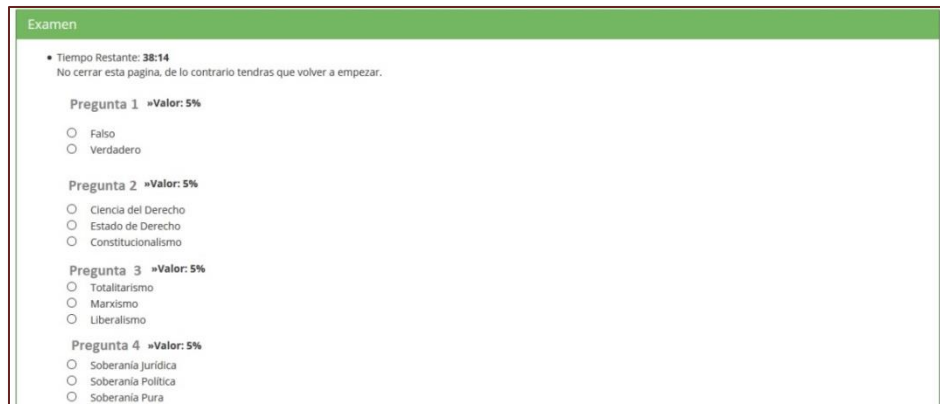 Examen
• Tiempo Restante: 38:14
No cerrar esta pagina, de lo contrario tendras que volver a empezar.
Pregunta 1 »Valor: 5%
Falso
Verdadero
Pregunta 2 »Valor: 5%
Ciencia del Derecho
Estado de Derecho
Constitucionalismo
Pregunta 3 »Valor: 5%
Totalitarismo
Marxismo
Liberalismo
Pregunta 4 »Valor: 5%
Soberanía Jurídica
Soberanía Política
Soberanía Pura